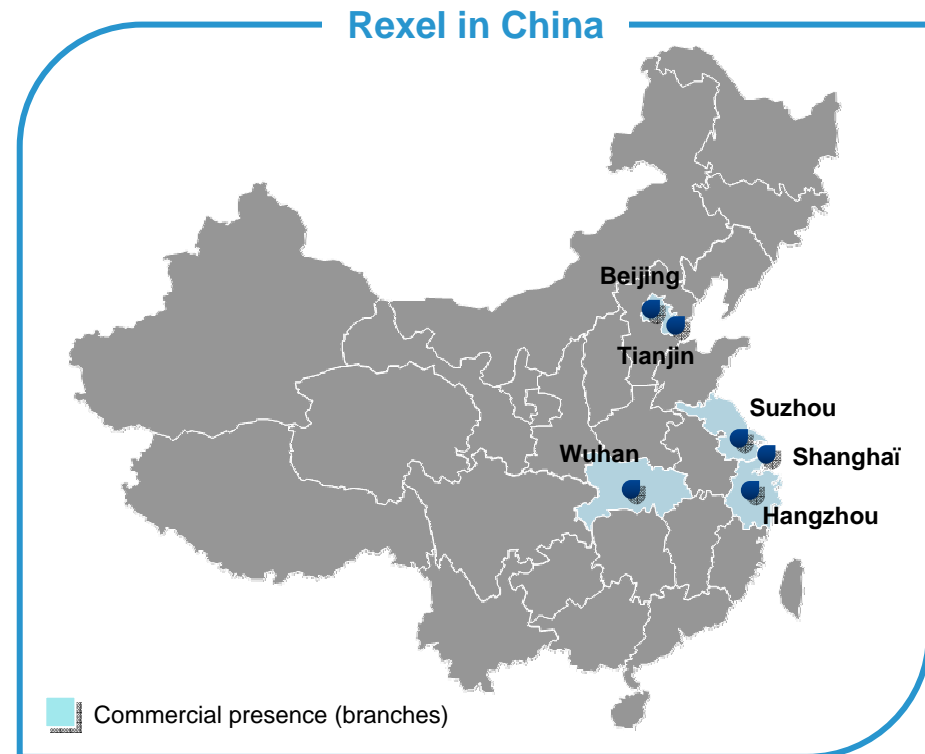 Rexel in China
Beijing
Tianjin
Suzhou
Wuhan
Shanghaï
Hangzhou
Commercial presence (branches)